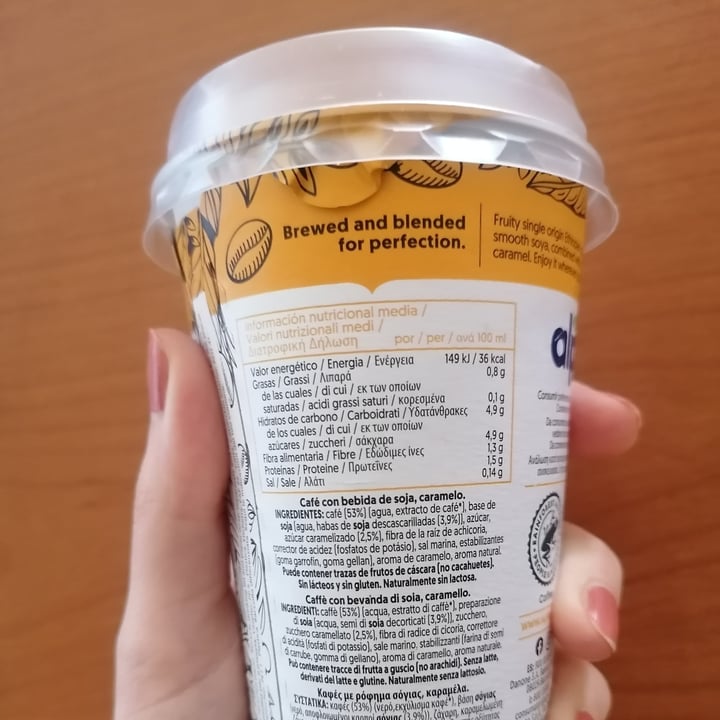 Brewed and blended
for perfection.
Fruity single origin
smooth soya, combined
caramel. Enjoy it
Información nutricional media /
Valori nutrizionali medi /
Διατροφική Δήλωση
por / per / ανά 100 ml
Valor energético / Energia / Ενέργεια 149 kJ / 36 kcal
Grasas / Grassi / Λιπαρά 0,8 g
de las cuales / di cui / εκ των οποίων
saturadas / acidi grassi saturi / κορεσμένα 0,1 g
Hidratos de carbono / Carboidrati / Υδατάνθρακες 4,9 g
de los cuales / di cui / εκ των οποίων
azúcares / zuccheri / σάκχαρα 4,9 g
Fibra alimentaria / Fibre / Εδώδιμες ίνες 1,3 g
Proteínas / Proteine / Πρωτεΐνες 1,5 g
Sal / Sale / Αλάτι 0,14 g
Café con bebida de soja, caramelo.
INGREDIENTES: café [53%] [agua, extracto de café*], base de
soja [agua, habas de soja descascarilladas [3,9%]], azúcar,
azúcar caramelizado [2,5%], fibra de la raíz de achicoria,
corrector de acidez [fosfatos de potásio], sal marina, estabilizantes
[goma garrofín, goma gellan], aroma de caramelo, aroma natural.
Puede contener trazas de frutos de cáscara [no cacahuetes].
Sin lácteos y sin gluten. Naturalmente sin lactosa.
Caffè con bevanda di soia, caramello.
INGREDIENTI: caffè [53%] [acqua, estratto di caffè*], preparazione
di soia [acqua, semi di soia decorticati [3,9%]], zucchero,
zucchero caramellato [2,5%], fibra di radice di cicoria, correttore
di acidità [fosfati di potassio], sale marino, stabilizzanti [farina di semi
di carrube, gomma di gellano], aroma di caramello, aroma naturale.
Può contenere tracce di frutta a guscio [no arachidi]. Senza latte,
derivati del latte e glutine. Naturalmente senza lattosio.
Καφές με ρόφημα σόγιας, καραμέλα.
ΣΥΣΤΑΤΙΚΑ: καφές (53%) (νερό, εκχύλισμα καφέ*), βάση σόγιας
(νερό, αποφλοιωμένοι καρποί σόγιας (3,9%)), ζάχαρη, καραμελωμένη